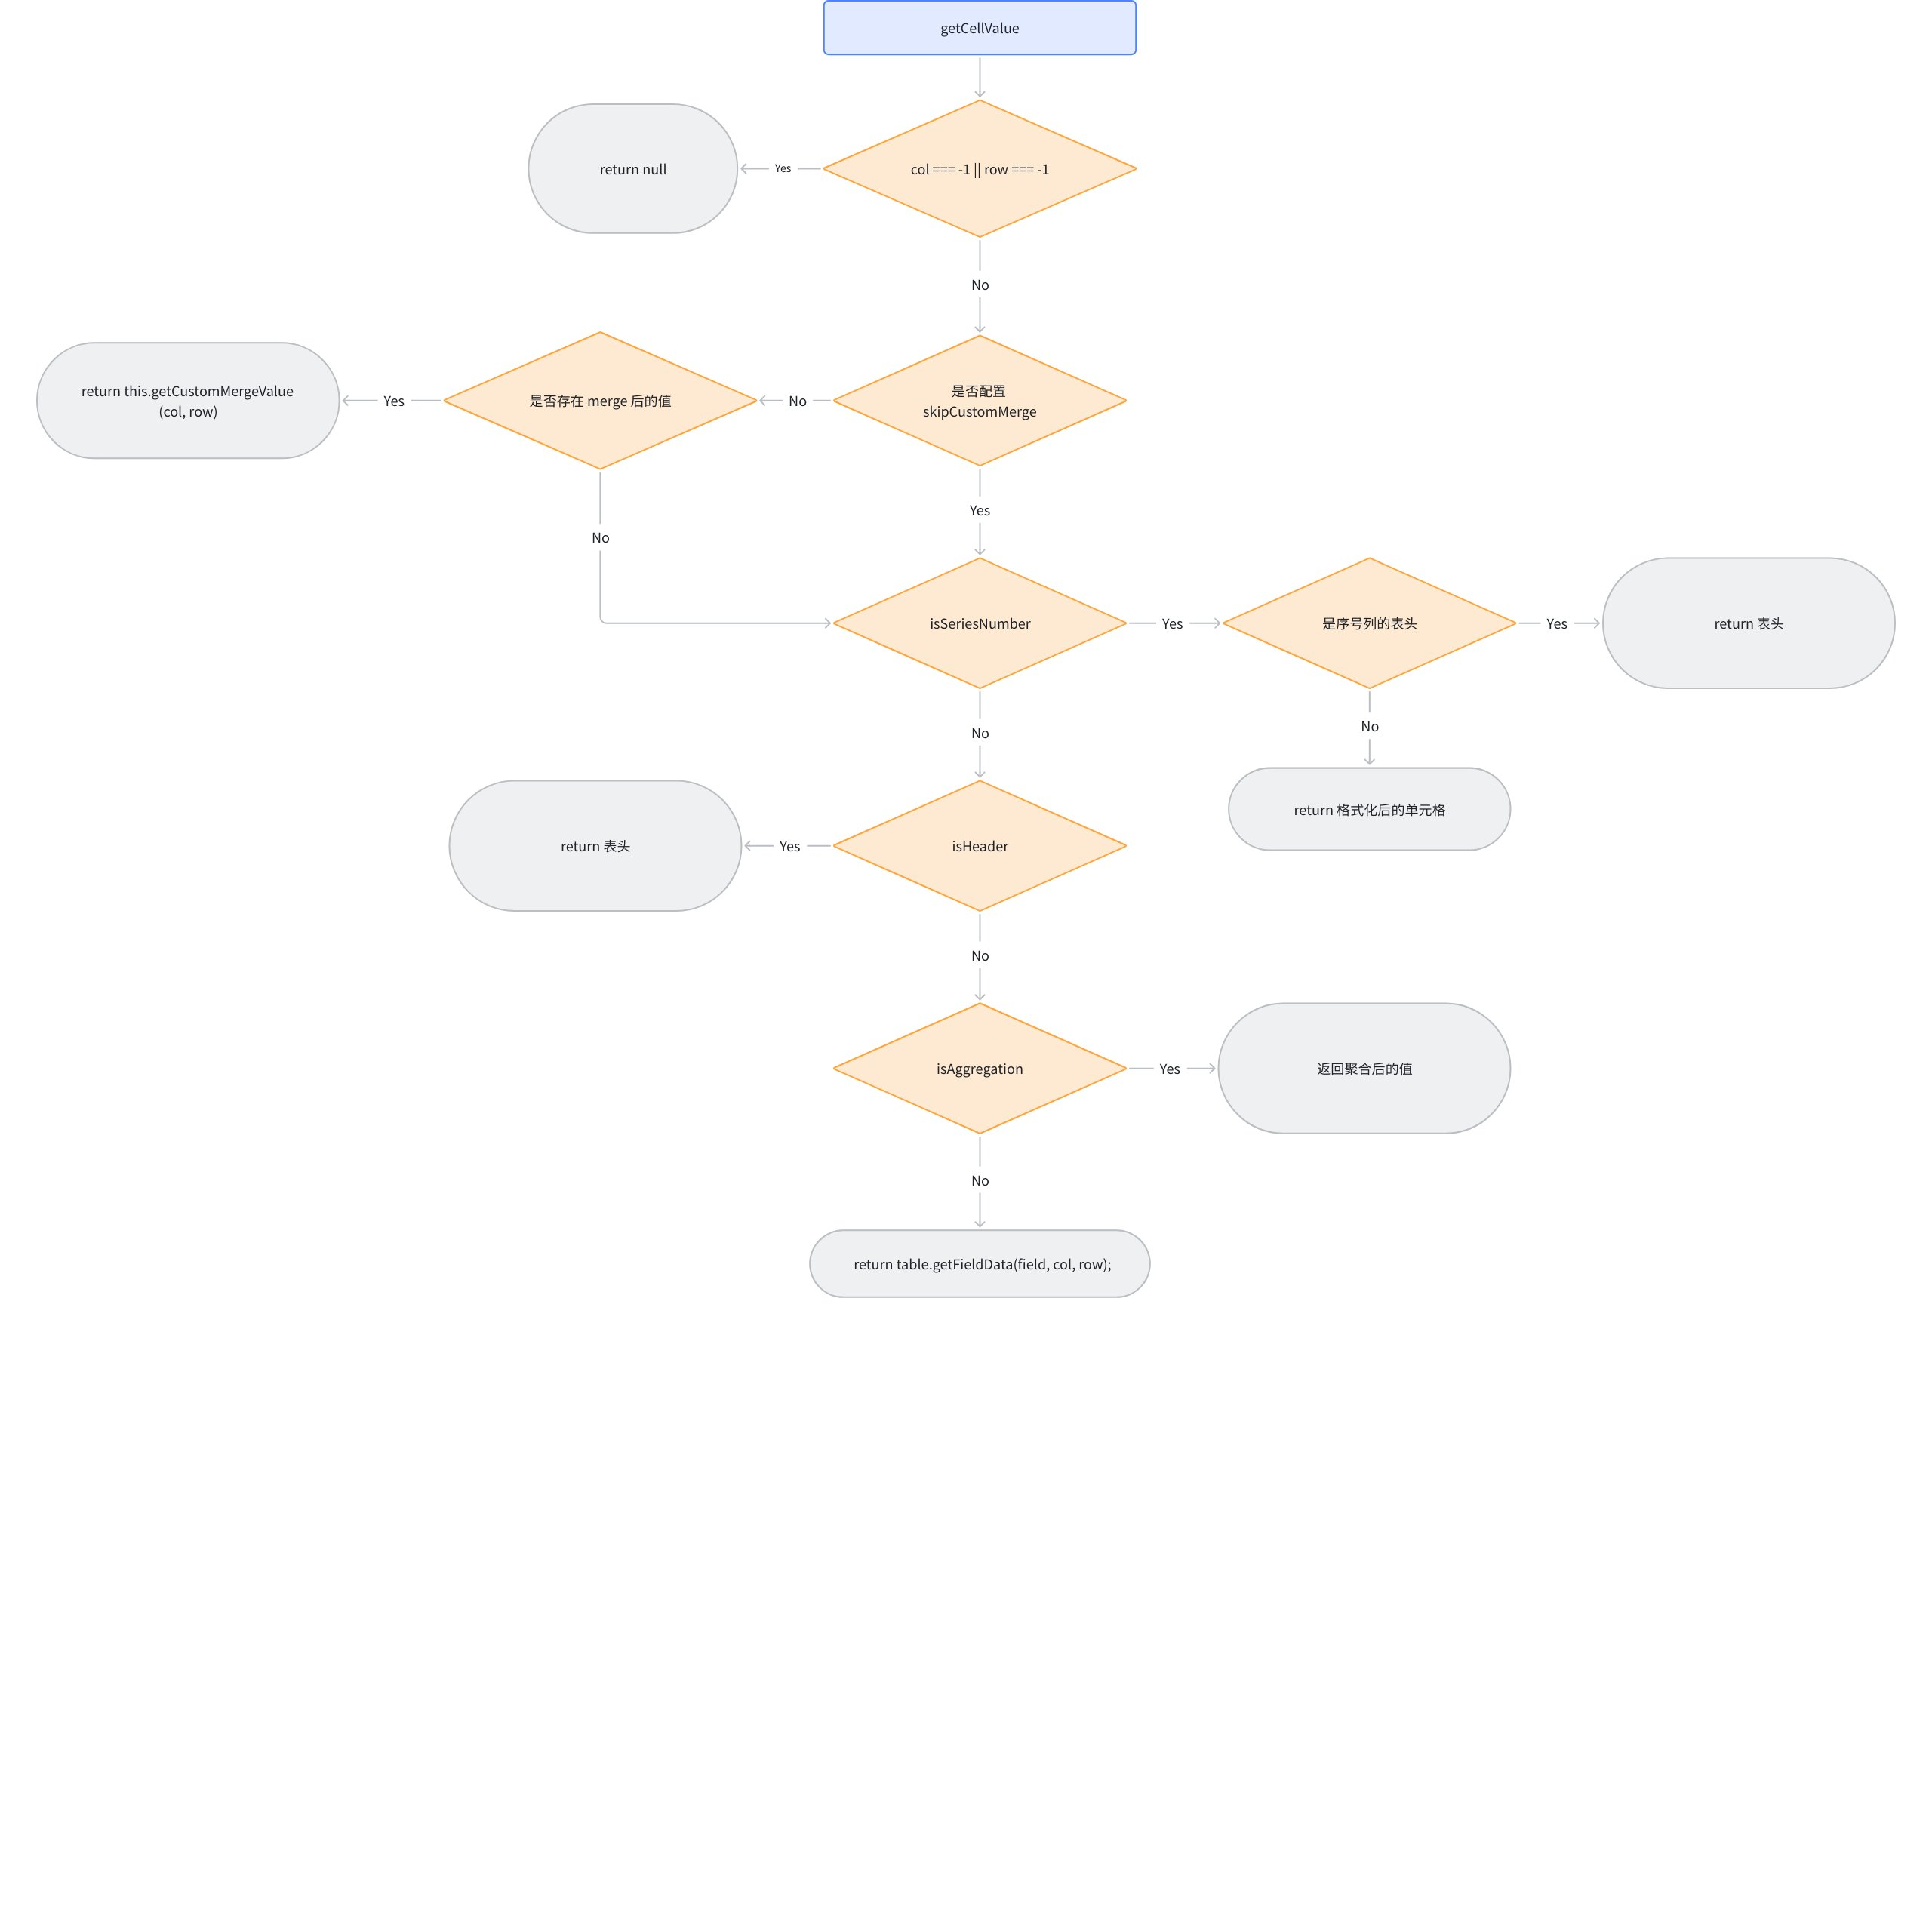 getCellValue
return null
Yes
col === -1 || row === -1
No
return this.getCustomMergeValue
(col, row)
Yes
是否存在 merge 后的值
No
是否配置
skipCustomMerge
Yes
No
isSeriesNumber
Yes
是序号列的表头
Yes
return 表头
No
No
return 格式化后的单元格
return 表头
Yes
isHeader
No
isAggregation
Yes
返回聚合后的值
No
return table.getFieldData(field, col, row);